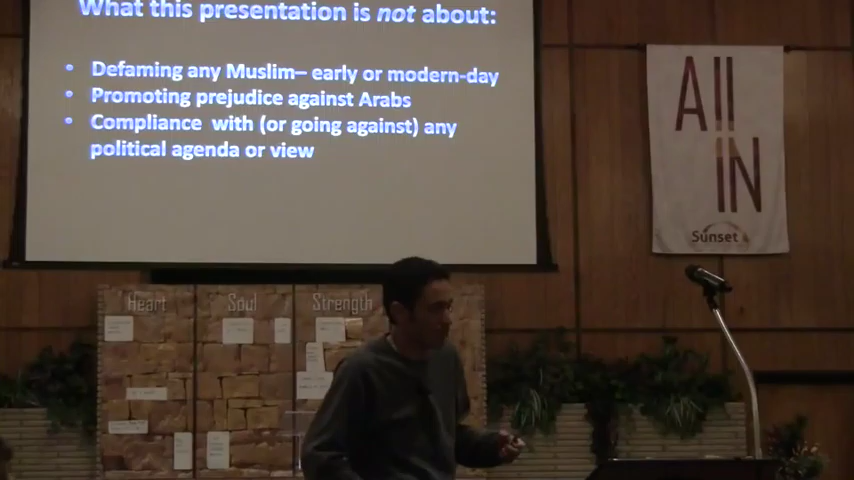 What this presentation is not about:
• Defaming any Muslim– early or modern-day
• Promoting prejudice against Arabs
• Compliance with (or going against) any
political agenda or view
All
IN
Sunset
Heart
Soul
Strength